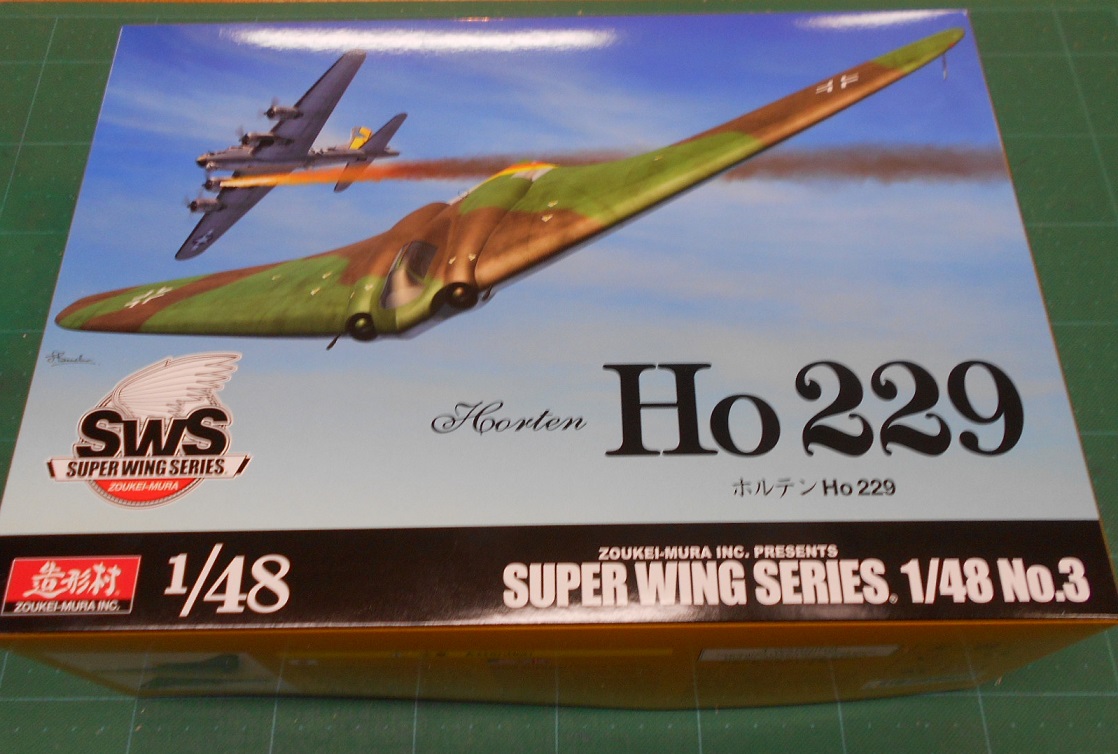 Horten Ho 229
ホルテン Ho 229
SWS
SUPER WING SERIES
ZOUKEI-MURA
造形村
ZOUKEI-MURA INC.
1/48
ZOUKEI-MURA INC. PRESENTS
SUPER WING SERIES® 1/48 No.3